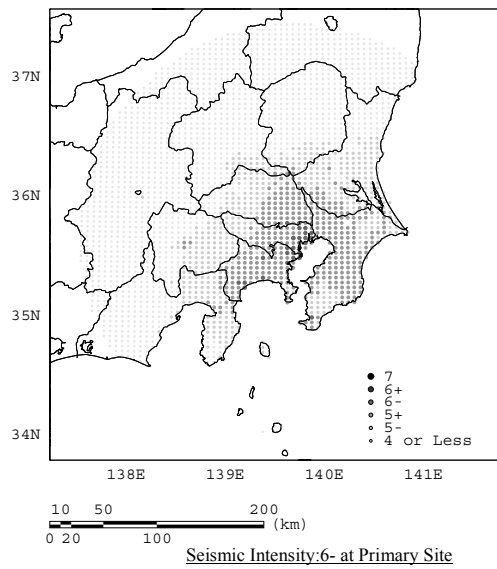 37N
36N
35N
34N
7
6+
6-
5+
5-
4 or Less
138E 139E 140E 141E
10 50 200
(km)
0 20 100
Seismic Intensity:6- at Primary Site